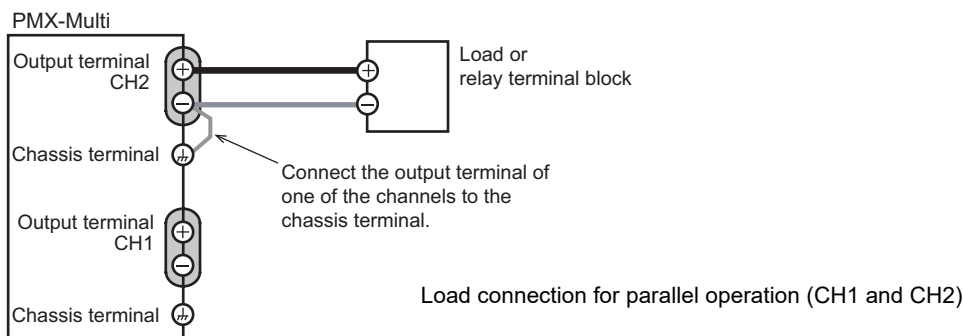 PMX-Multi
Output terminal
CH2
+
−
Load or
relay terminal block
+
−
Chassis terminal
Connect the output terminal of
one of the channels to the
chassis terminal.
Output terminal
CH1
+
−
Chassis terminal
Load connection for parallel operation (CH1 and CH2)